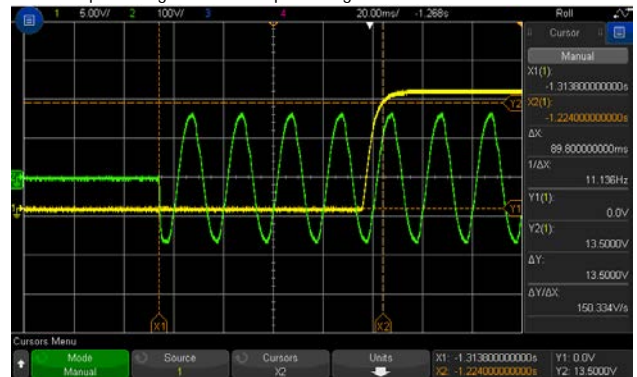 1 5.00V/ 2 100V/ 3 4 20.00ms/ -1.268s Roll
Cursor
Manual
X1(1):
-1.313800000000s
X2(1):
-1.224000000000s
ΔX:
89.800000000ms
1/ΔX:
11.136Hz
Y1(1):
0.0V
Y2(1):
13.5000V
ΔY:
13.5000V
ΔY/ΔX:
150.334V/s
Y2
Y1
X1 X2
Cursors Menu
Mode Source Cursors Units X1: -1.313800000000s Y1: 0.0V
Manual 1 X2 X2: -1.224000000000s Y2: 13.5000V